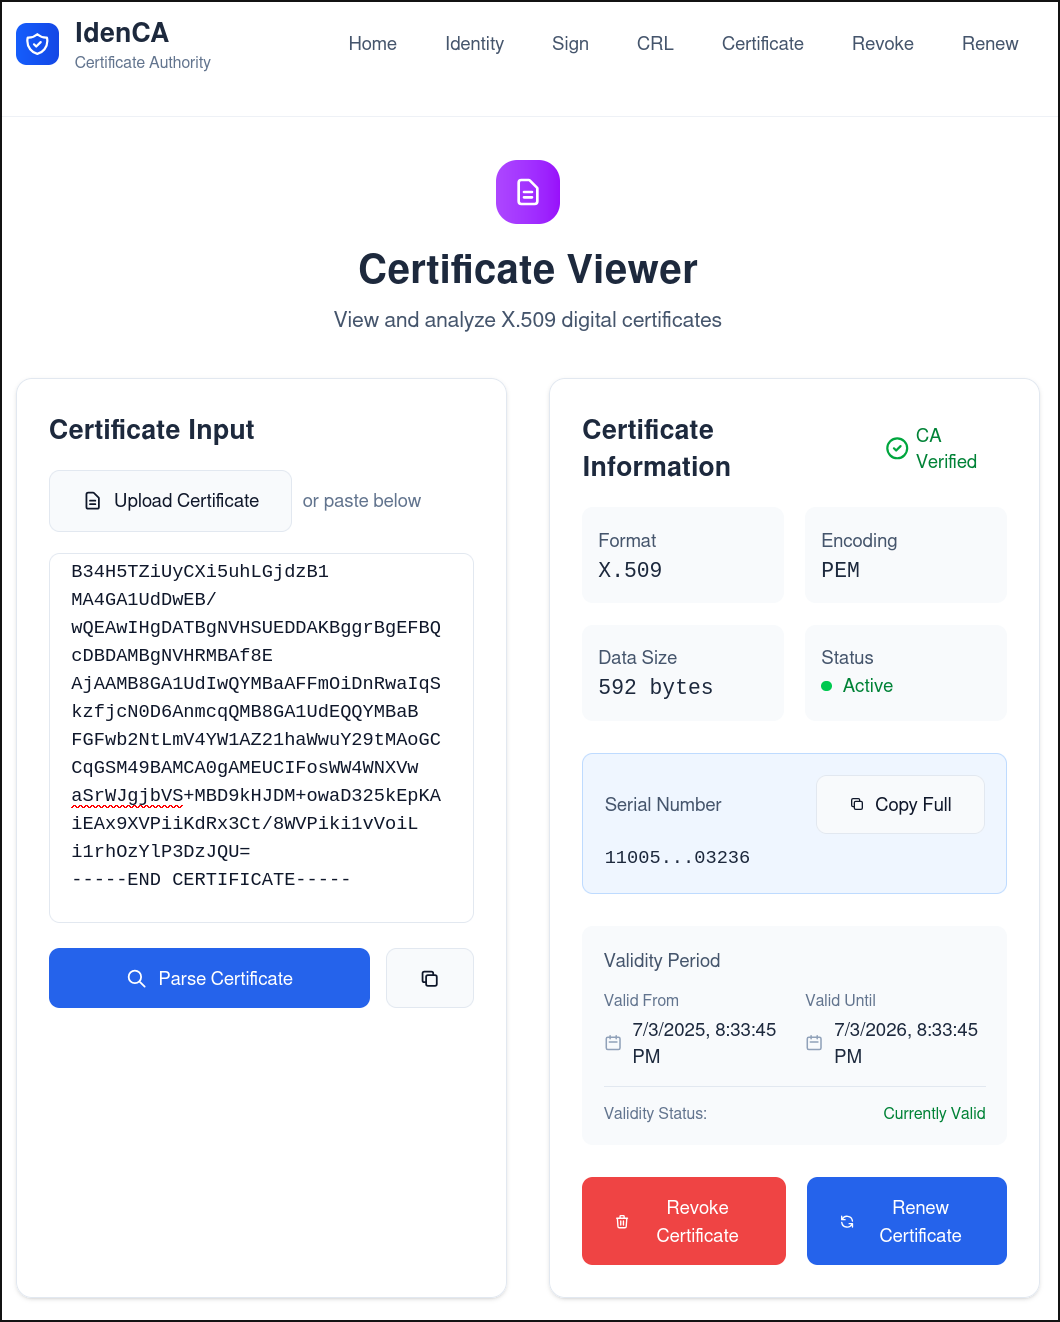 IdenCA
Certificate Authority
Home
Identity
Sign
CRL
Certificate
Revoke
Renew
Certificate Viewer
View and analyze X.509 digital certificates
Certificate Input
Upload Certificate
or paste below
B34H5TZiUyCXi5uhLGjdzB1
MA4GA1UdDwEB/
wQEAwIHgDATBgNVHSUEDDAKBggrBgEFBQ
cDBDAMBgNVHRMBAf8E
AjAAMB8GA1UdIwQYMBaAFFmOiDnRwaIqS
kzfjcN0D6AnmcqQMB8GA1UdEQQYMBaB
FGFwb2NtLmV4YW1AZ21haWwuY29tMAoGC
CqGSM49BAMCA0gAMEUCIFosWW4WNXVw
aSrWJgjbVS+MBD9kHJDM+owaD325kEpKA
iEAx9XVPiiKdRx3Ct/8WVPiki1vVoiL
i1rhOzYlP3DzJQU=
-----END CERTIFICATE-----
Parse Certificate
Certificate
Information
CA
Verified
Format
X.509
Encoding
PEM
Data Size
592 bytes
Status
Active
Serial Number
Copy Full
11005...03236
Validity Period
Valid From
7/3/2025, 8:33:45
PM
Valid Until
7/3/2026, 8:33:45
PM
Validity Status:
Currently Valid
Revoke
Certificate
Renew
Certificate